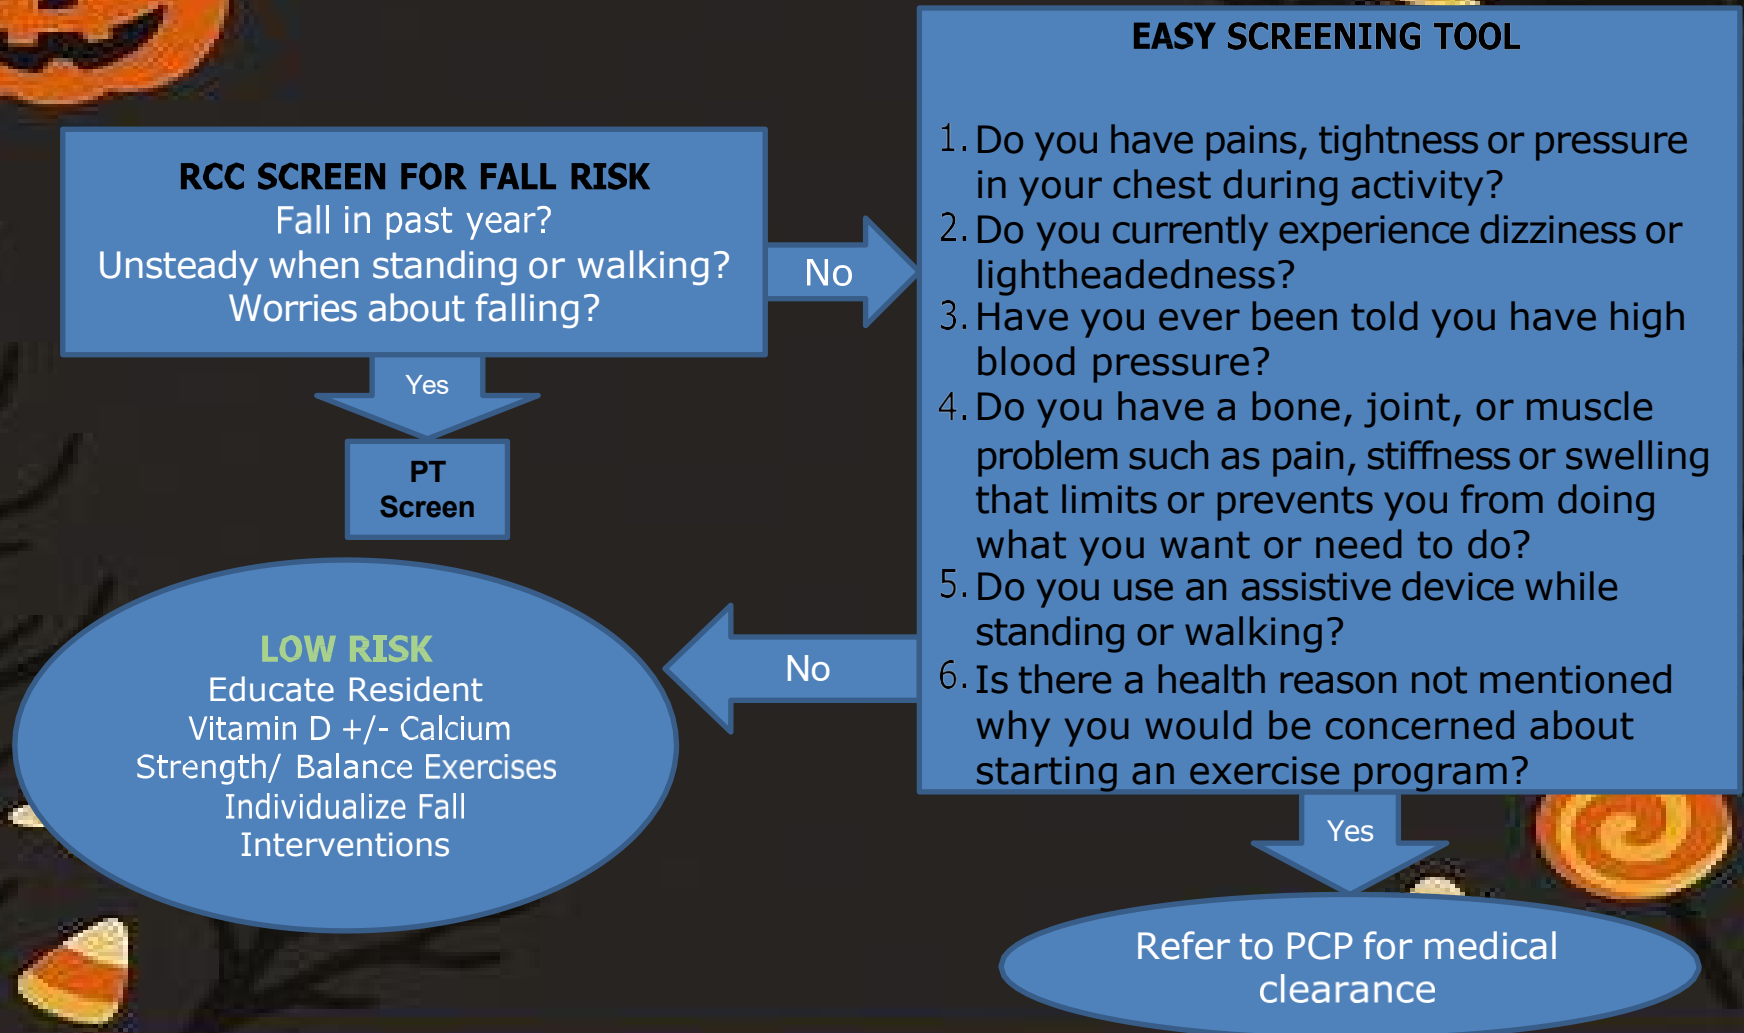 RCC SCREEN FOR FALL RISK
Fall in past year?
Unsteady when standing or walking?
Worries about falling?
No
Yes
PT
Screen
EASY SCREENING TOOL
1. Do you have pains, tightness or pressure
in your chest during activity?
2. Do you currently experience dizziness or
lightheadedness?
3. Have you ever been told you have high
blood pressure?
4. Do you have a bone, joint, or muscle
problem such as pain, stiffness or swelling
that limits or prevents you from doing
what you want or need to do?
5. Do you use an assistive device while
standing or walking?
6. Is there a health reason not mentioned
why you would be concerned about
starting an exercise program?
No
LOW RISK
Educate Resident
Vitamin D +/- Calcium
Strength/ Balance Exercises
Individualize Fall
Interventions
Yes
Refer to PCP for medical
clearance